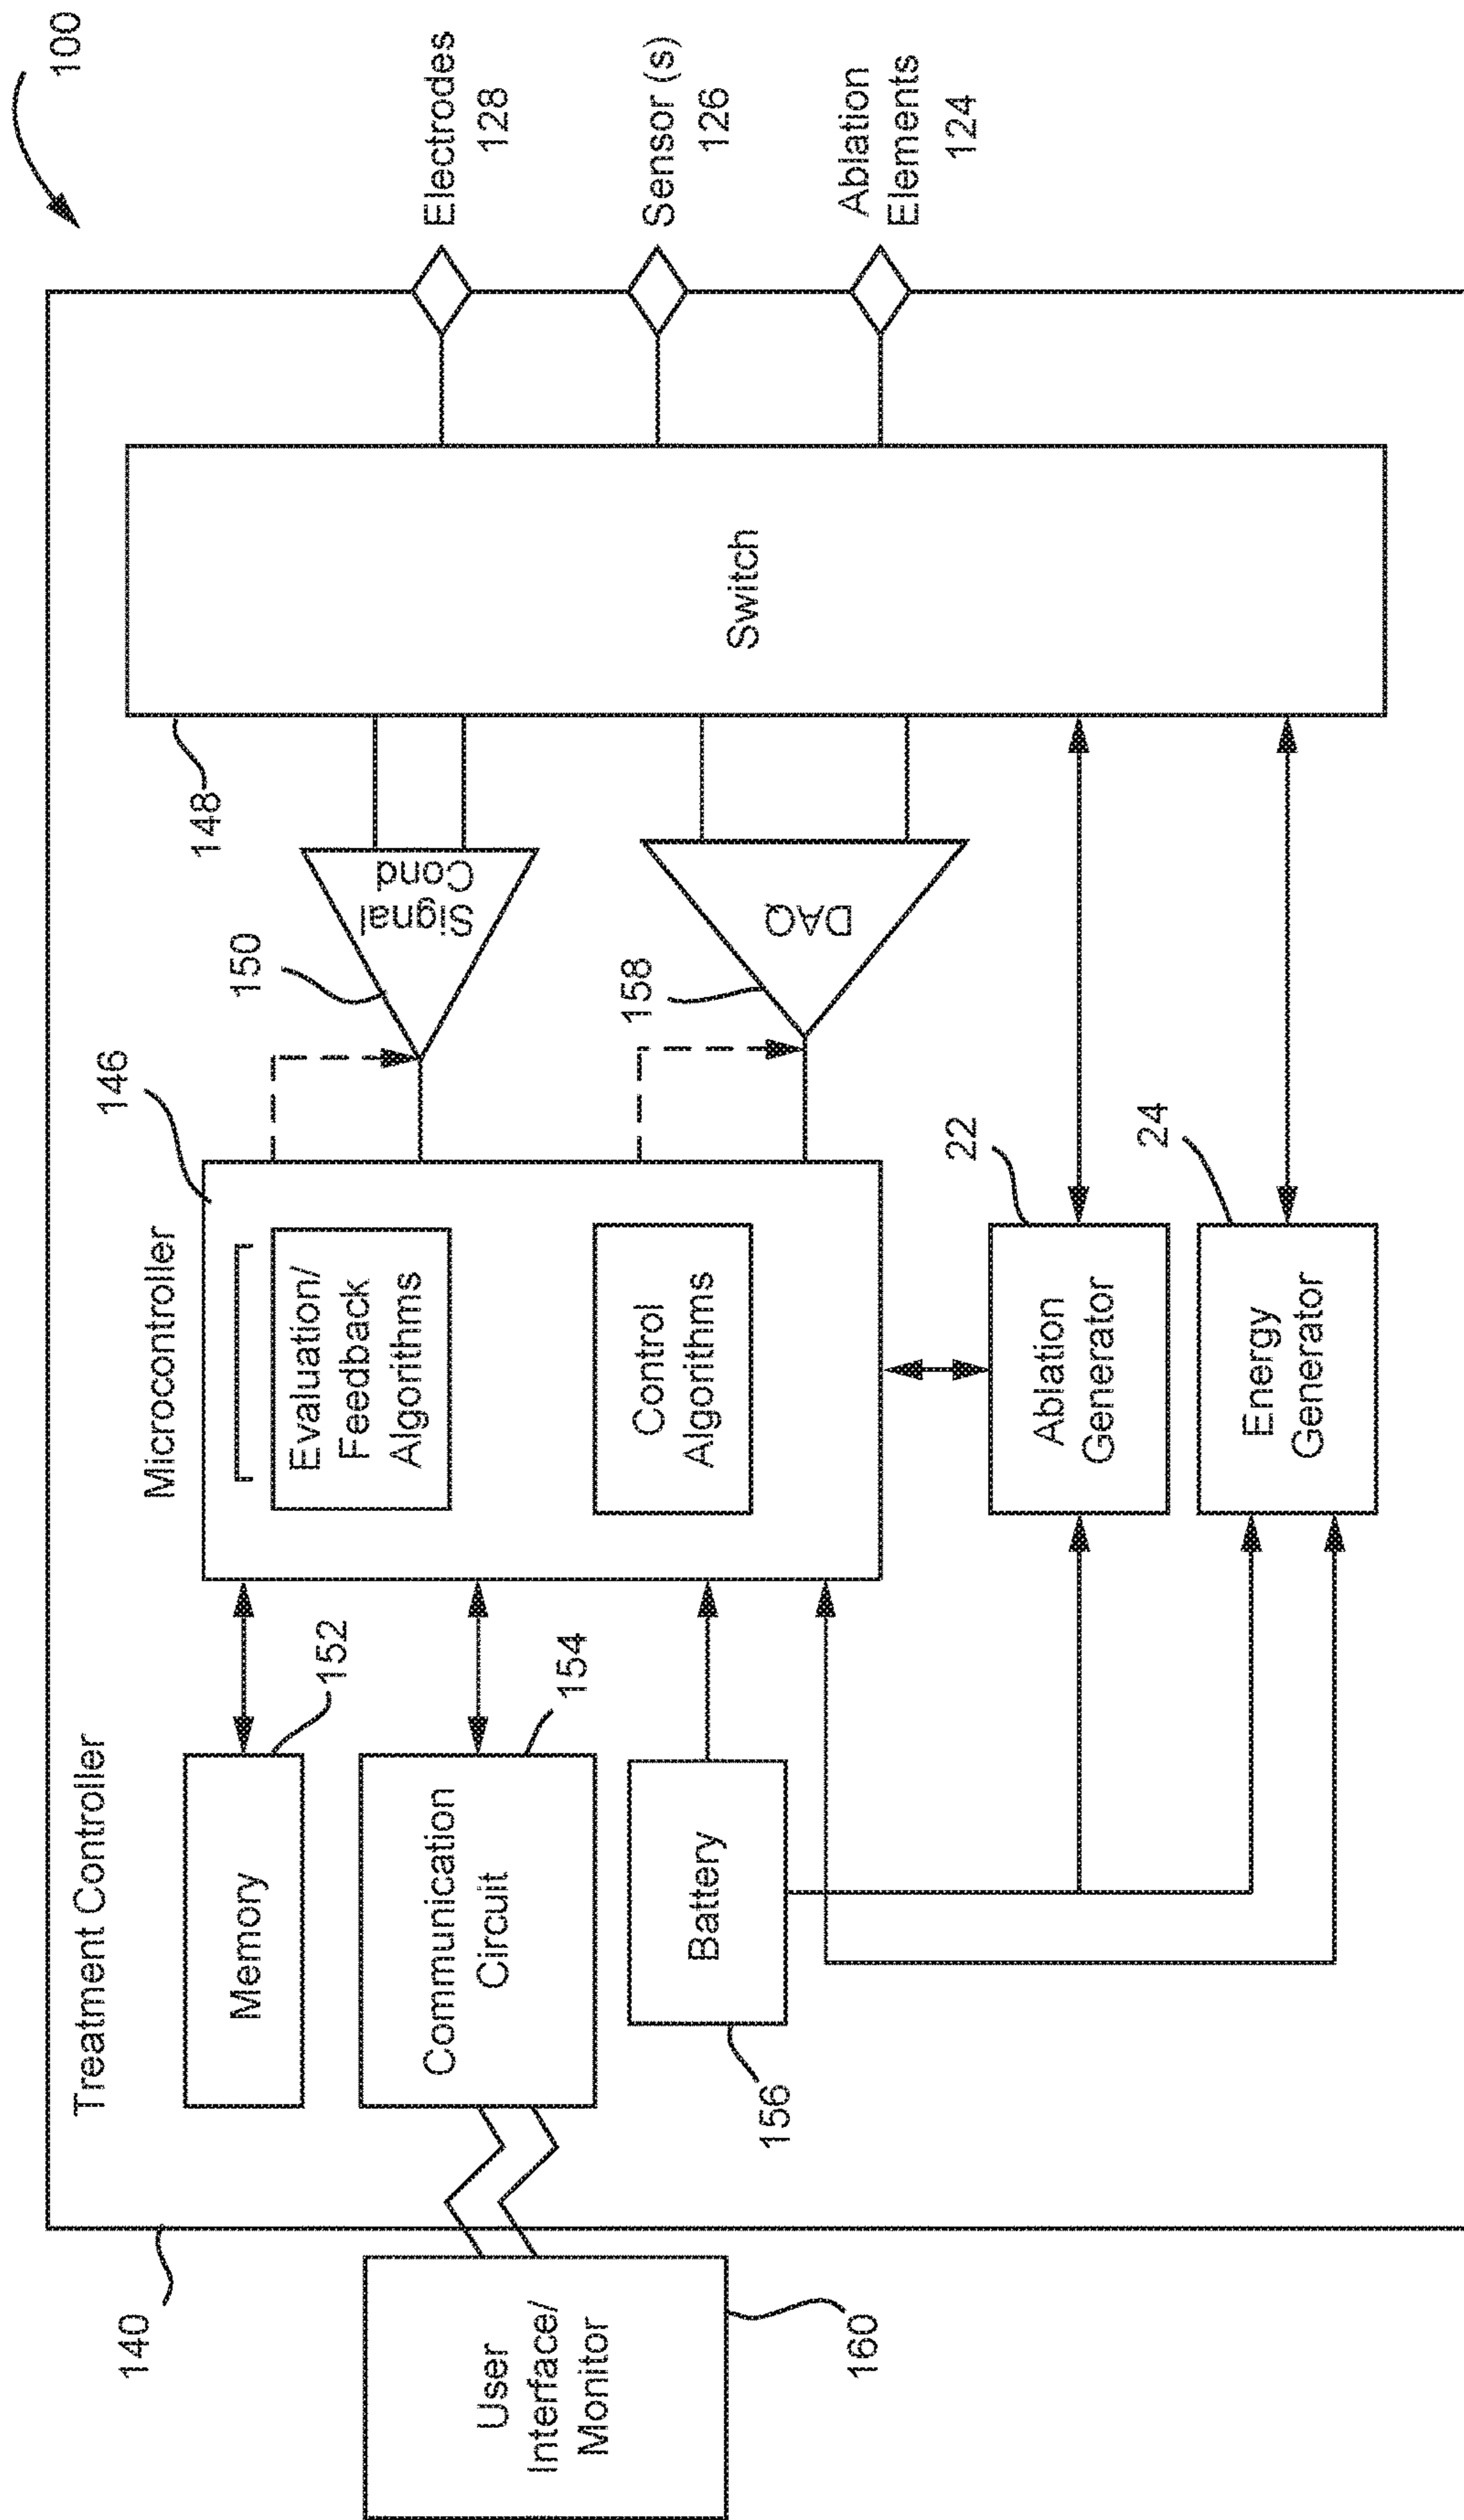 100
Treatment Controller
140
Microcontroller
146
Memory
152
Evaluation/
Feedback
Algorithms
150
Signal
Cond
148
Electrodes
128
User
Interface/
Monitor
160
Communication
Circuit
154
Control
Algorithms
158
DAQ
Switch
Sensor (s)
126
Battery
156
Ablation
Elements
124
Ablation
Generator
22
Energy
Generator
24